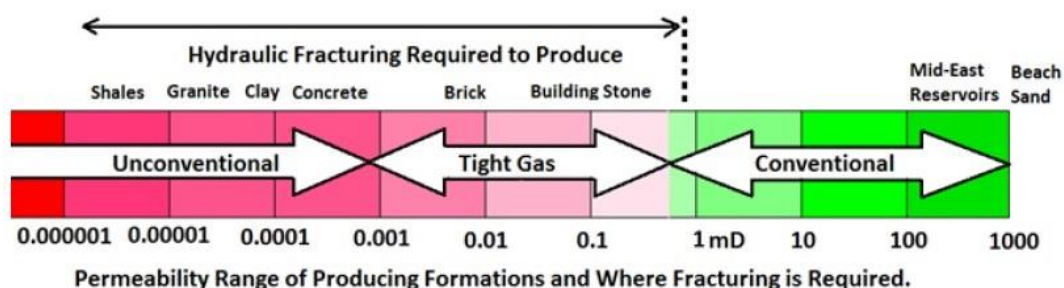 Hydraulic Fracturing Required to Produce
Shales Granite Clay Concrete Brick Building Stone Mid-East Reservoirs Beach Sand
Unconventional Tight Gas Conventional
0.000001 0.00001 0.0001 0.001 0.01 0.1 1 mD 10 100 1000
Permeability Range of Producing Formations and Where Fracturing is Required.